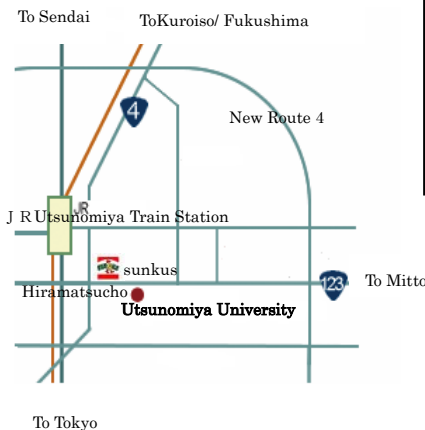 To Sendai
ToKuroiso/ Fukushima
4
New Route 4
JR
J R Utsunomiya Train Station
sunkus
To Mitto
123
Hiramatsucho
Utsunomiya University
To Tokyo